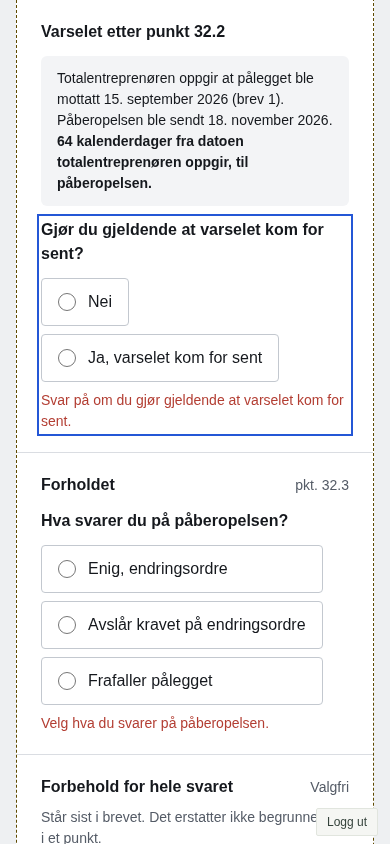 Varselet etter punkt 32.2
Totalentreprenøren oppgir at pålegget ble
mottatt 15. september 2026 (brev 1).
Påberopelsen ble sendt 18. november 2026.
64 kalenderdager fra datoen
totalentreprenøren oppgir, til
påberopelsen.
Gjør du gjeldende at varselet kom for
sent?
Nei
Ja, varselet kom for sent
Svar på om du gjør gjeldende at varselet kom for
sent.
Forholdet pkt. 32.3
Hva svarer du på påberopelsen?
Enig, endringsordre
Avslår kravet på endringsordre
Frafaller pålegget
Velg hva du svarer på påberopelsen.
Forbehold for hele svaret Valgfri
Står sist i brevet. Det erstatter ikke
Logg ut
i et punkt.